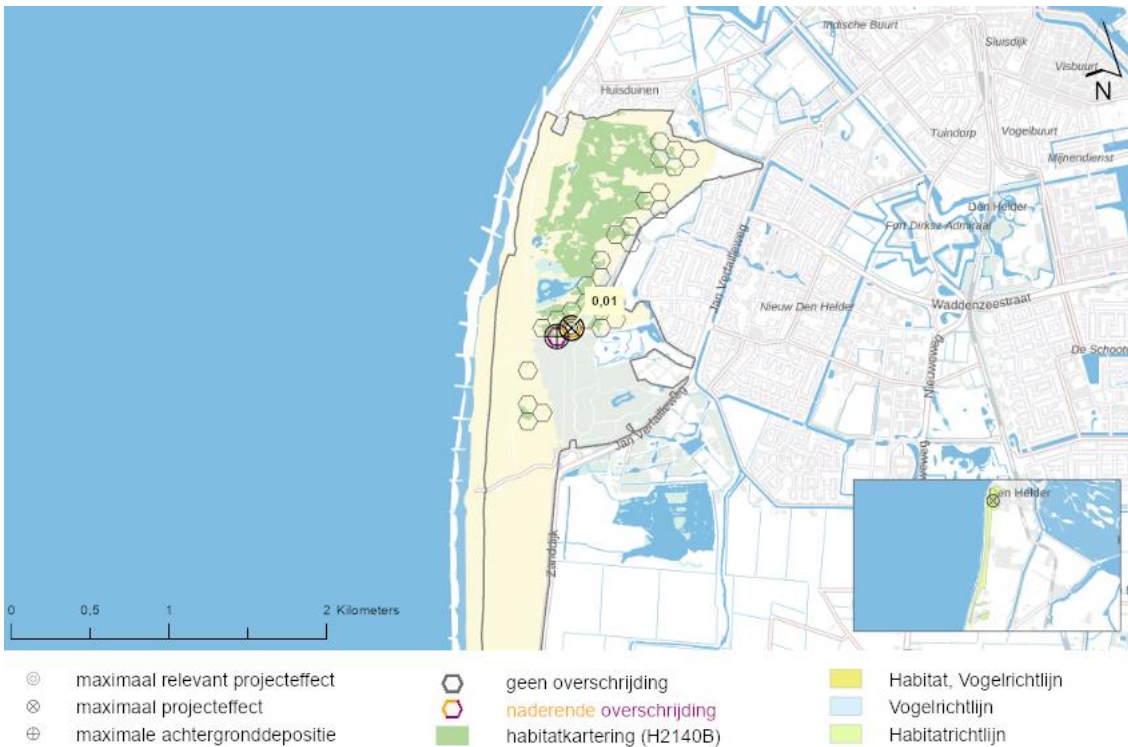 Indische Buurt
Sluisdijk
Visbuurt
Huisduinen
N
Tuindorp
Vogelbuurt
Mijnendienst
Den Helder
Fort Dirksz-Admiraal
Jan Verfailleweg
0,01
Nieuw Den Helder
Waddenzeestraat
De Schooten
Nieuweweg
Jan Verfailleweg
weweg
Den Helder
Zanddijk
0 0,5 1 2 Kilometers
maximaal relevant projecteffect
maximaal projecteffect
maximale achtergronddepositie
geen overschrijding
naderende overschrijding
habitatkartering (H2140B)
Habitat, Vogelrichtlijn
Vogelrichtlijn
Habitatrichtlijn